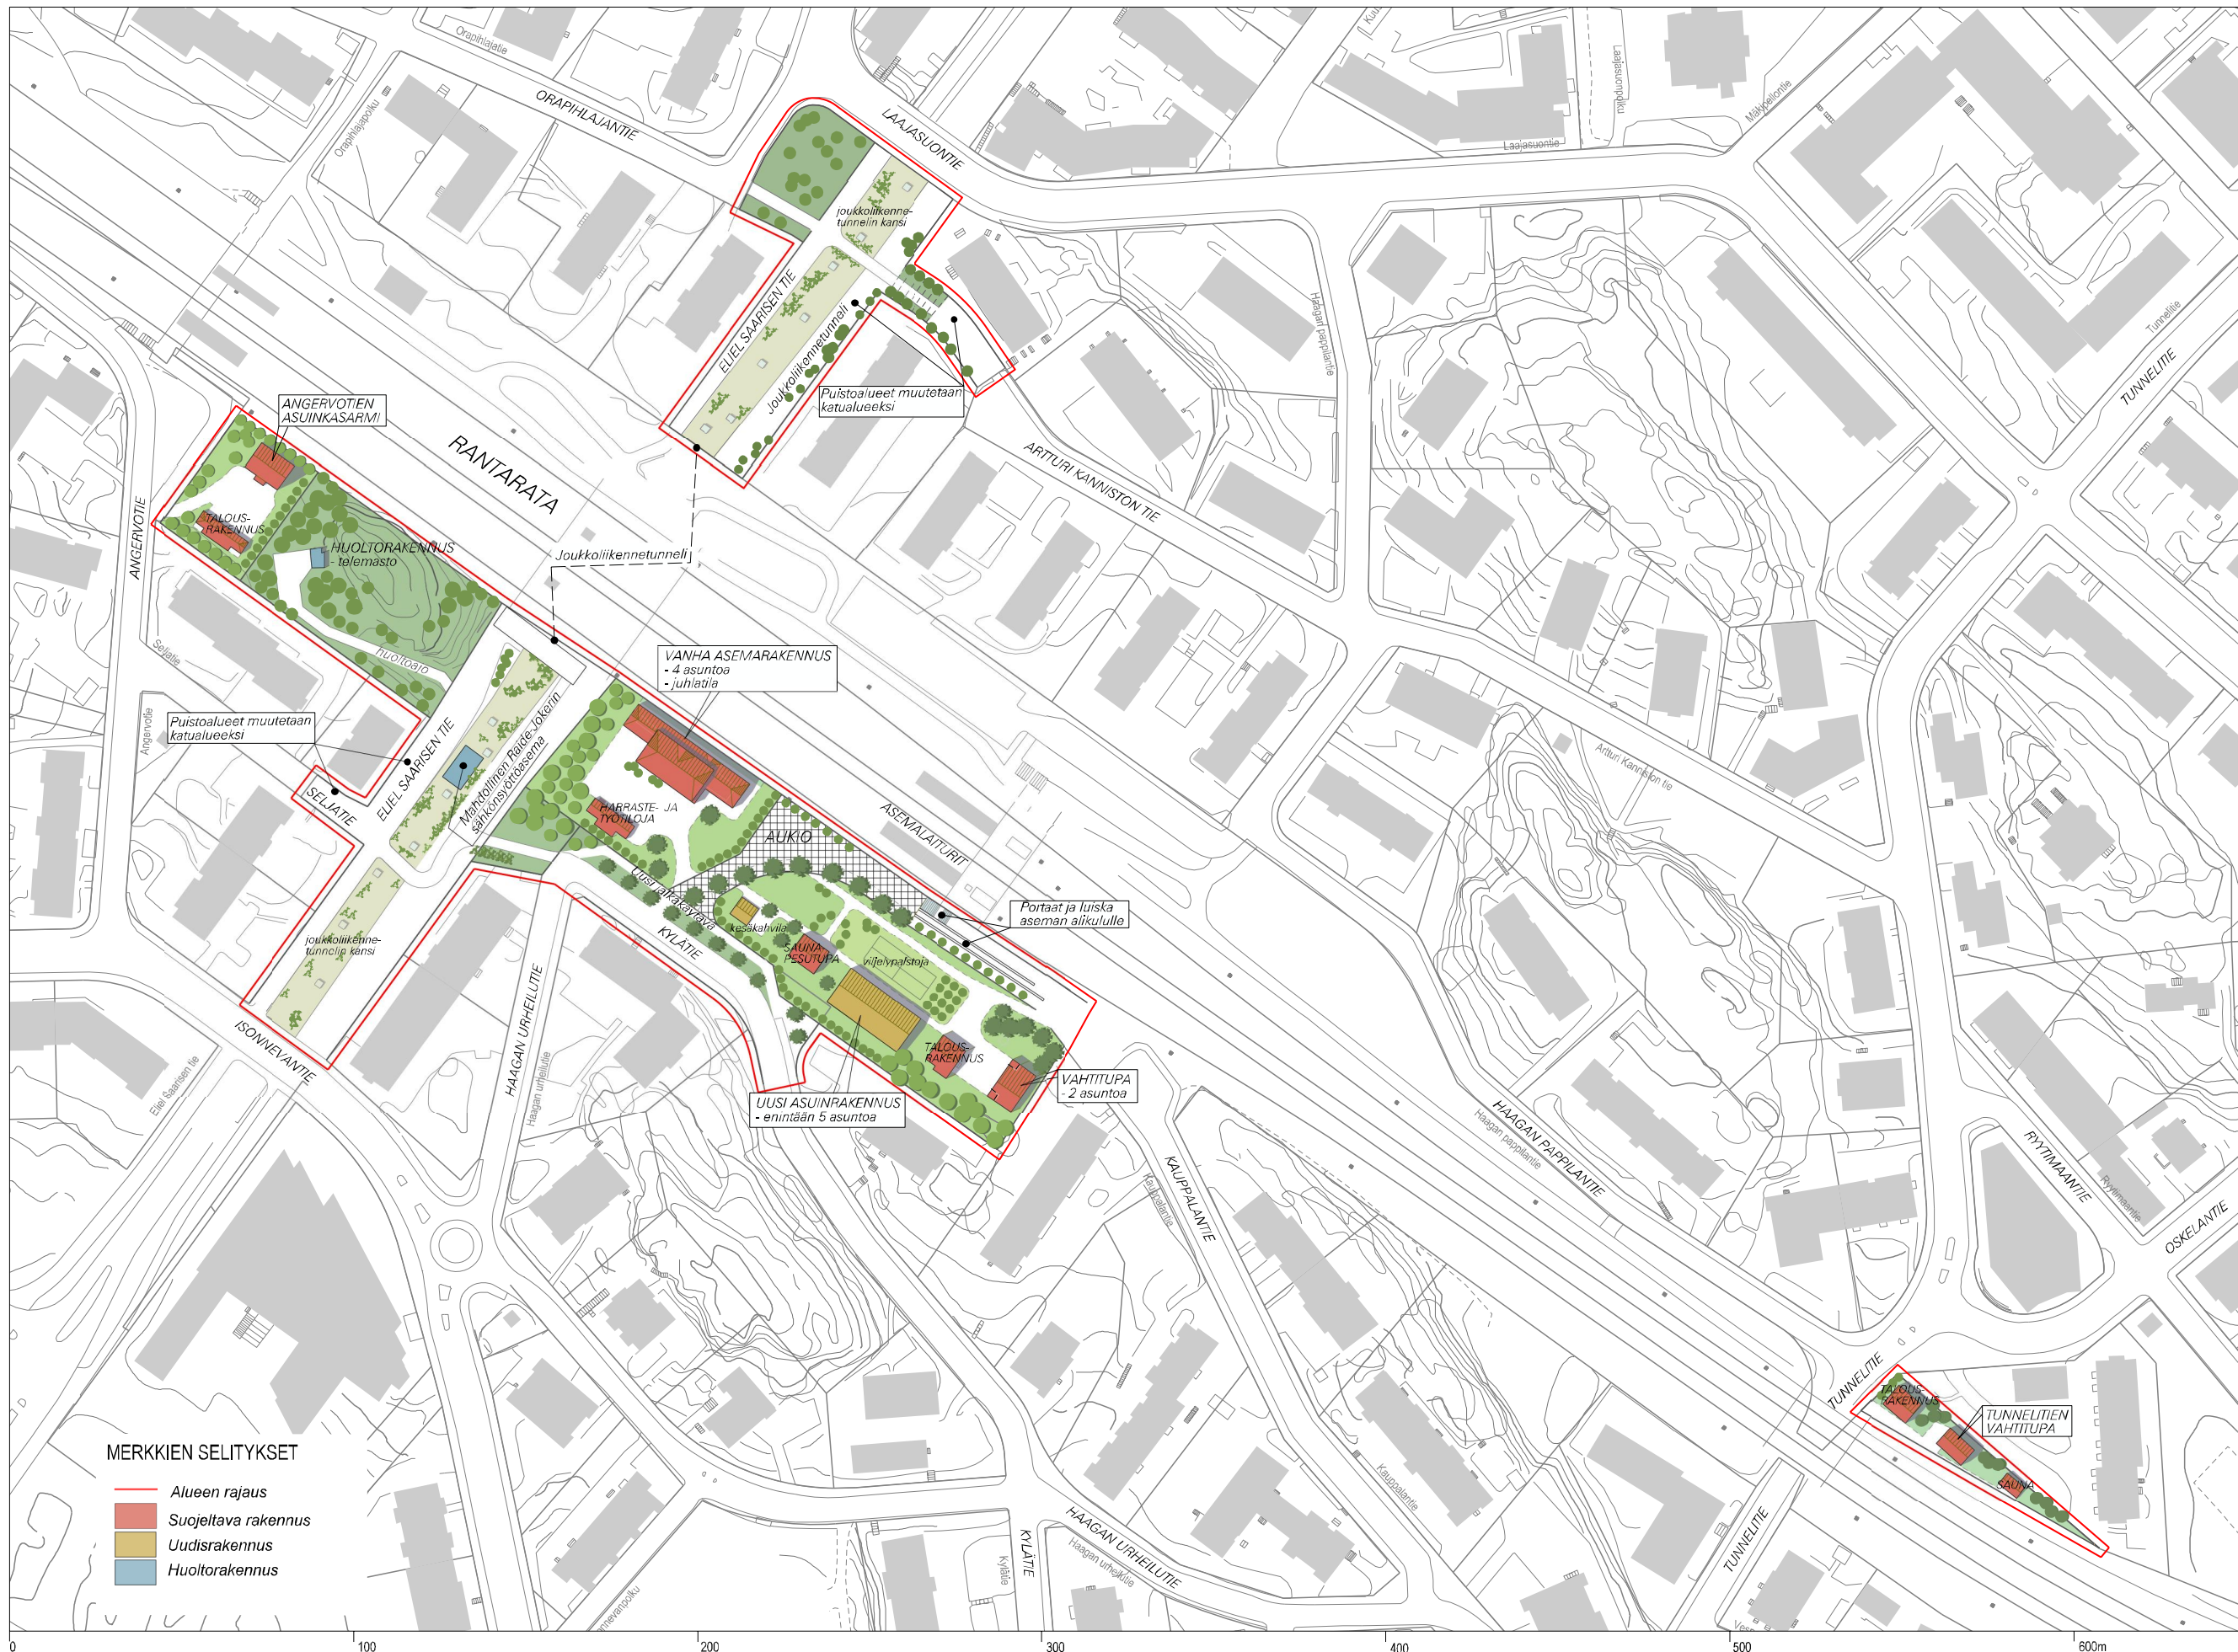 Orapihlajatie
ORAPIHLAJANTIE
Orapihlajapolku
LAAJASUONTIE
Laajasuontie
Laajasuonpolku
Mäkipellontie
joukkoliikenne-
tunnelin kansi
ELIEL SAARISEN TIE
Joukkoliikennetunneli
Puistoalueet muutetaan
katualueeksi
Haagan pappilantie
Tunnelitie
TUNNELITIE
ANGERVOTIEN
ASUINKASARMI
RANTARATA
ARTTURI KANNISTON TIE
ANGERVOTIE
TALOUS-
RAKENNUS
HUOLTORAKENNUS
- telemasto
Joukkoliikennetunneli
Seljatie
huoltoajo
VANHA ASEMARAKENNUS
- 4 asuntoa
- juhlatila
Angervotie
Puistoalueet muutetaan
katualueeksi
ELIEL SAARISEN TIE
Mahdollinen Raide-Jokerin
sähkönsyöttöasema
SELJATIE
HARRASTE- JA
TYÖTILOJA
AUKIO
ASEMALAITURIT
Artturi Kanniston tie
Uusi jalkakäytävä
KYLÄTIE
kesäkahvila
SAUNA-
PESUTUPA
viljelypalstoja
Portaat ja luiska
aseman alikululle
joukkoliikenne-
tunnelin kansi
ISONNEVANTIE
Eliel Saarisen tie
HAAGAN URHEILUTIE
Haagan urheilutie
TALOUS-
RAKENNUS
VAHTITUPA
- 2 asuntoa
UUSI ASUINRAKENNUS
- enintään 5 asuntoa
KAUPPALANTIE
Kauppalantie
HAAGAN PAPPILANTIE
Haagan pappilantie
RYYTIMAANTIE
Ryytimaantie
OSKELANTIE
TUNNELITIE
TALOUS-
RAKENNUS
TUNNELITIEN
VAHTITUPA
SAUNA
TUNNELITIE
Kauppalantie
HAAGAN URHEILUTIE
Haagan urheilutie
KYLÄTIE
Kylätie
MERKKIEN SELITYKSET
Alueen rajaus
Suojeltava rakennus
Uudisrakennus
Huoltorakennus
0
100
200
300
400
500
600m